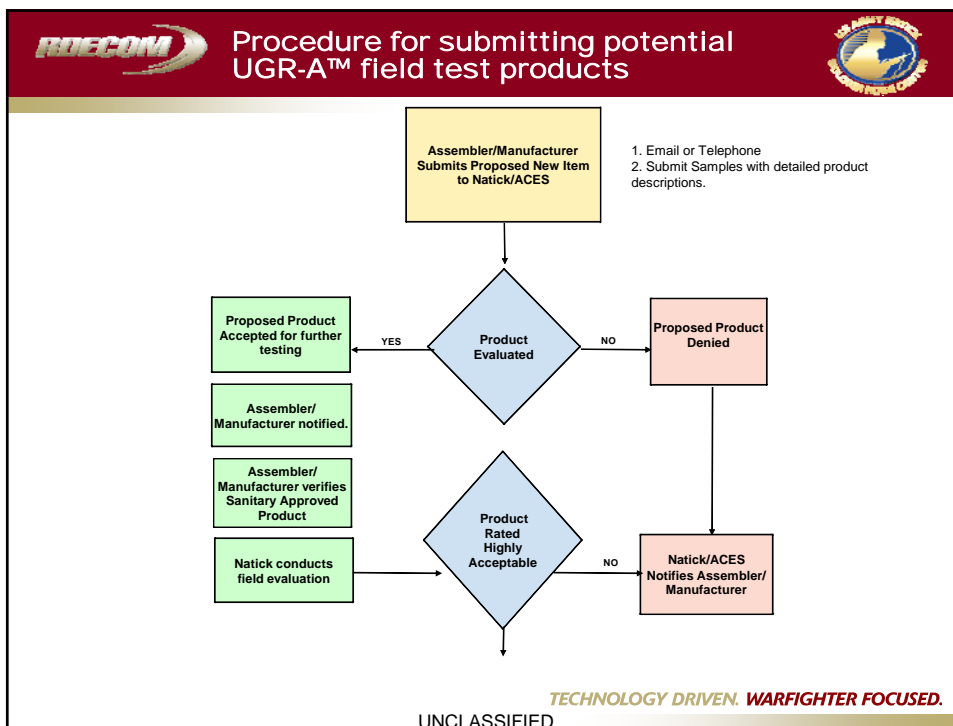 RDECOM
Procedure for submitting potential
UGR-A™ field test products
Assembler/Manufacturer
Submits Proposed New Item
to Natick/ACES
1. Email or Telephone
2. Submit Samples with detailed product
descriptions.
Proposed Product
Accepted for further
testing
YES
Product
Evaluated
NO
Proposed Product
Denied
Assembler/
Manufacturer notified.
Assembler/
Manufacturer verifies
Sanitary Approved
Product
Product
Rated
Highly
Acceptable
Natick conducts
field evaluation
NO
Natick/ACES
Notifies Assembler/
Manufacturer
TECHNOLOGY DRIVEN. WARFIGHTER FOCUSED.
UNCLASSIFIED